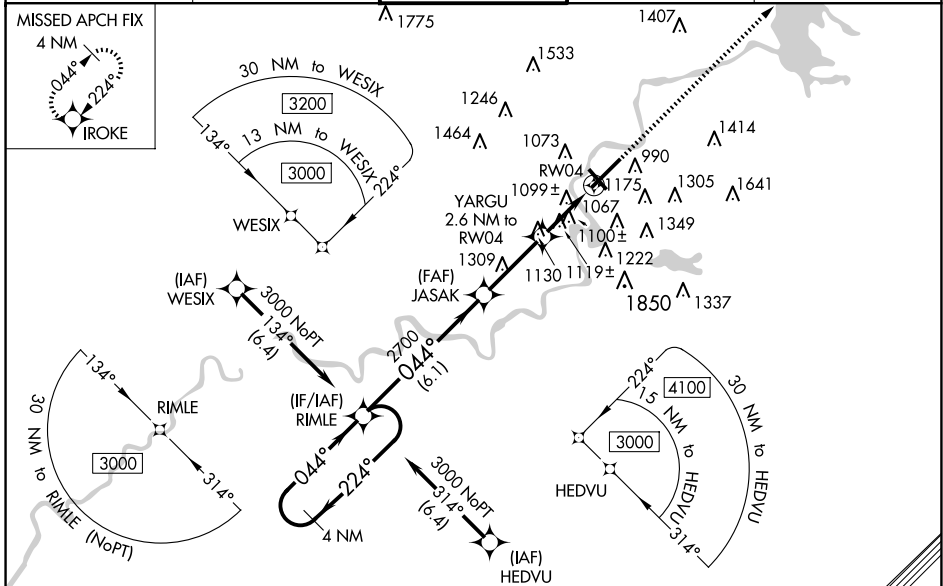 MISSED APCH FIX
4 NM
044°
224°
IROKE
1775
1407
1533
1246
1464
1073
1414
990
RW04
1099±
1175
1305
1641
1067
1349
1100±
1222
1130
1119±
1309
1850
1337
30 NM to WESIX
3200
134°
13 NM to WESIX
3000
224°
WESIX
YARGU
2.6 NM to
RW04
(FAF)
JASAK
(IAF)
WESIX
3000 NoPT
134°
(6.4)
2700
044°
(6.1)
(IF/IAF)
RIMLE
044°
224°
4 NM
3000 NoPT
314°
(6.4)
(IAF)
HEDVU
134°
RIMLE
3000
314°
30 NM to RIMLE (NoPT)
224°
4100
15 NM to HEDVU
3000
30 NM to HEDVU
HEDVU
314°